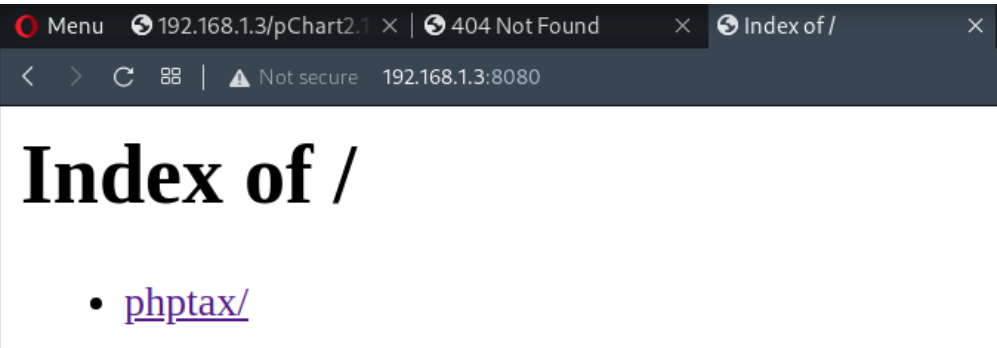 Menu 192.168.1.3/pChart2.1 404 Not Found Index of /
Not secure 192.168.1.3:8080
Index of /
phptax/